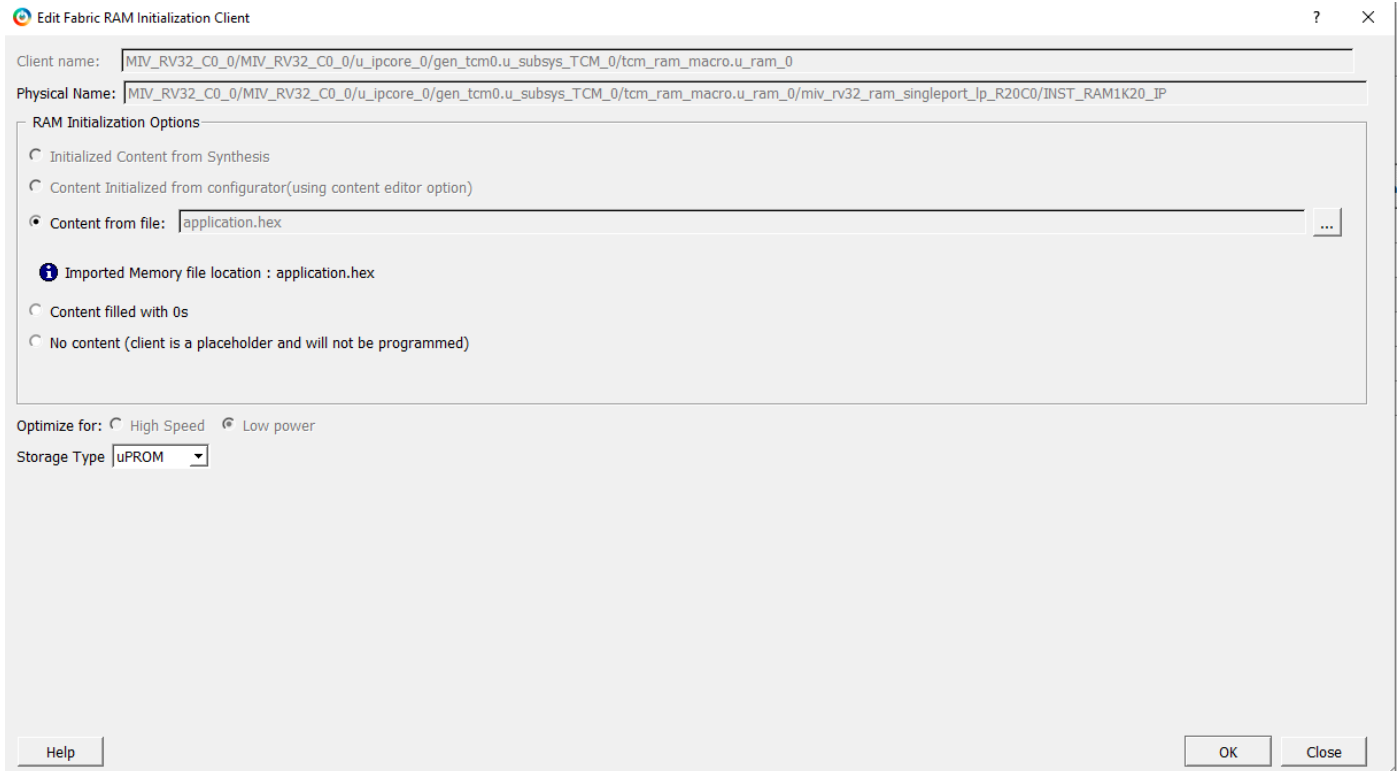 Edit Fabric RAM Initialization Client
?
Client name: MIV_RV32_C0_0/MIV_RV32_C0_0/u_ipcore_0/gen_tcm0.u_subsys_TCM_0/tcm_ram_macro.u_ram_0
Physical Name: MIV_RV32_C0_0/MIV_RV32_C0_0/u_ipcore_0/gen_tcm0.u_subsys_TCM_0/tcm_ram_macro.u_ram_0/miv_rv32_ram_singleport_lp_R20C0/INST_RAM1K20_IP
RAM Initialization Options
Initialized Content from Synthesis
Content Initialized from configurator(using content editor option)
Content from file: application.hex ...
Imported Memory file location : application.hex
Content filled with 0s
No content (client is a placeholder and will not be programmed)
Optimize for: High Speed Low power
Storage Type uPROM
Help OK Close